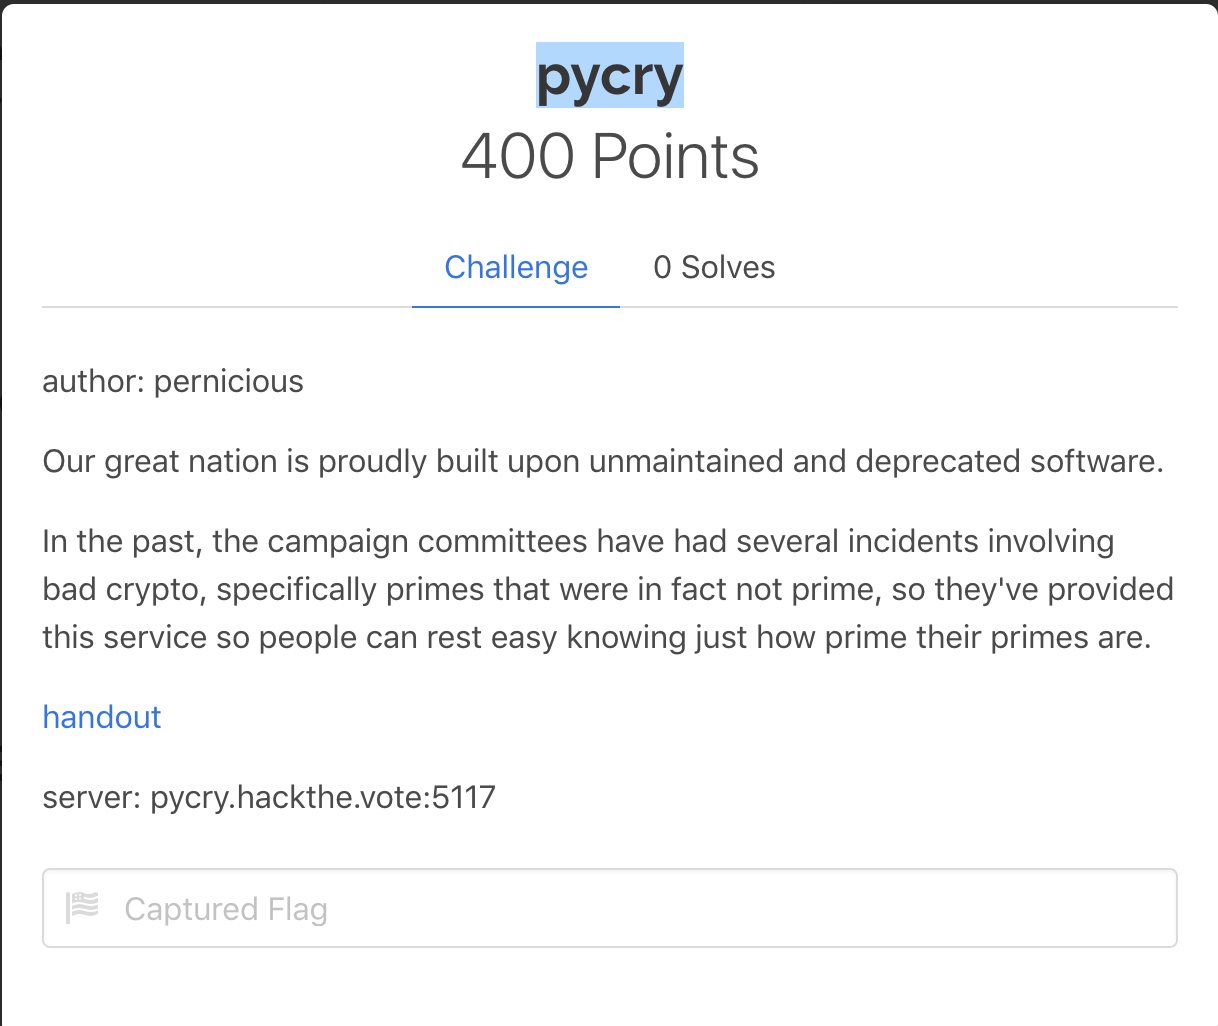 pycry
400 Points
Challenge
0 Solves
author: pernicious
Our great nation is proudly built upon unmaintained and deprecated software.
In the past, the campaign committees have had several incidents involving
bad crypto, specifically primes that were in fact not prime, so they've provided
this service so people can rest easy knowing just how prime their primes are.
handout
server: pycry.hackthe.vote:5117
Captured Flag